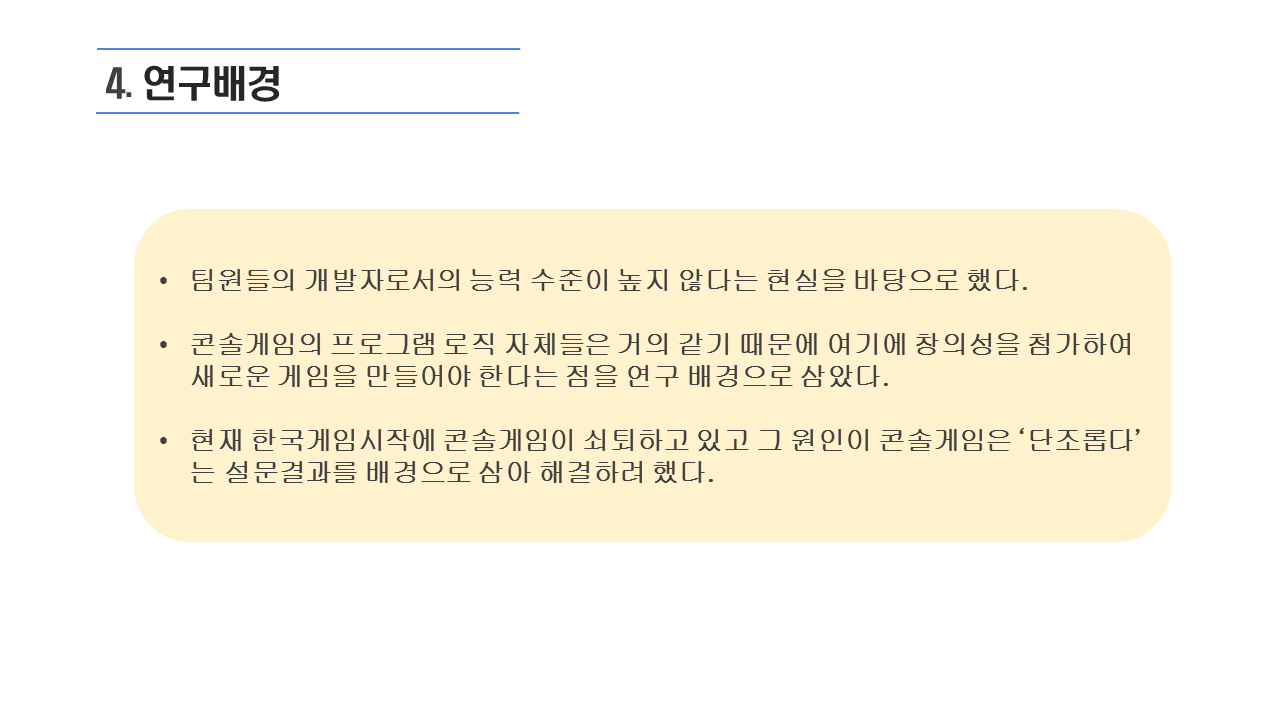 4. 연구배경
• 팀원들의 개발자로서의 능력 수준이 높지 않다는 현실을 바탕으로 했다.
• 콘솔게임의 프로그램 로직 자체들은 거의 같기 때문에 여기에 창의성을 첨가하여
새로운 게임을 만들어야 한다는 점을 연구 배경으로 삼았다.
• 현재 한국게임시작에 콘솔게임이 쇠퇴하고 있고 그 원인이 콘솔게임은 ‘단조롭다’
는 설문결과를 배경으로 삼아 해결하려 했다.